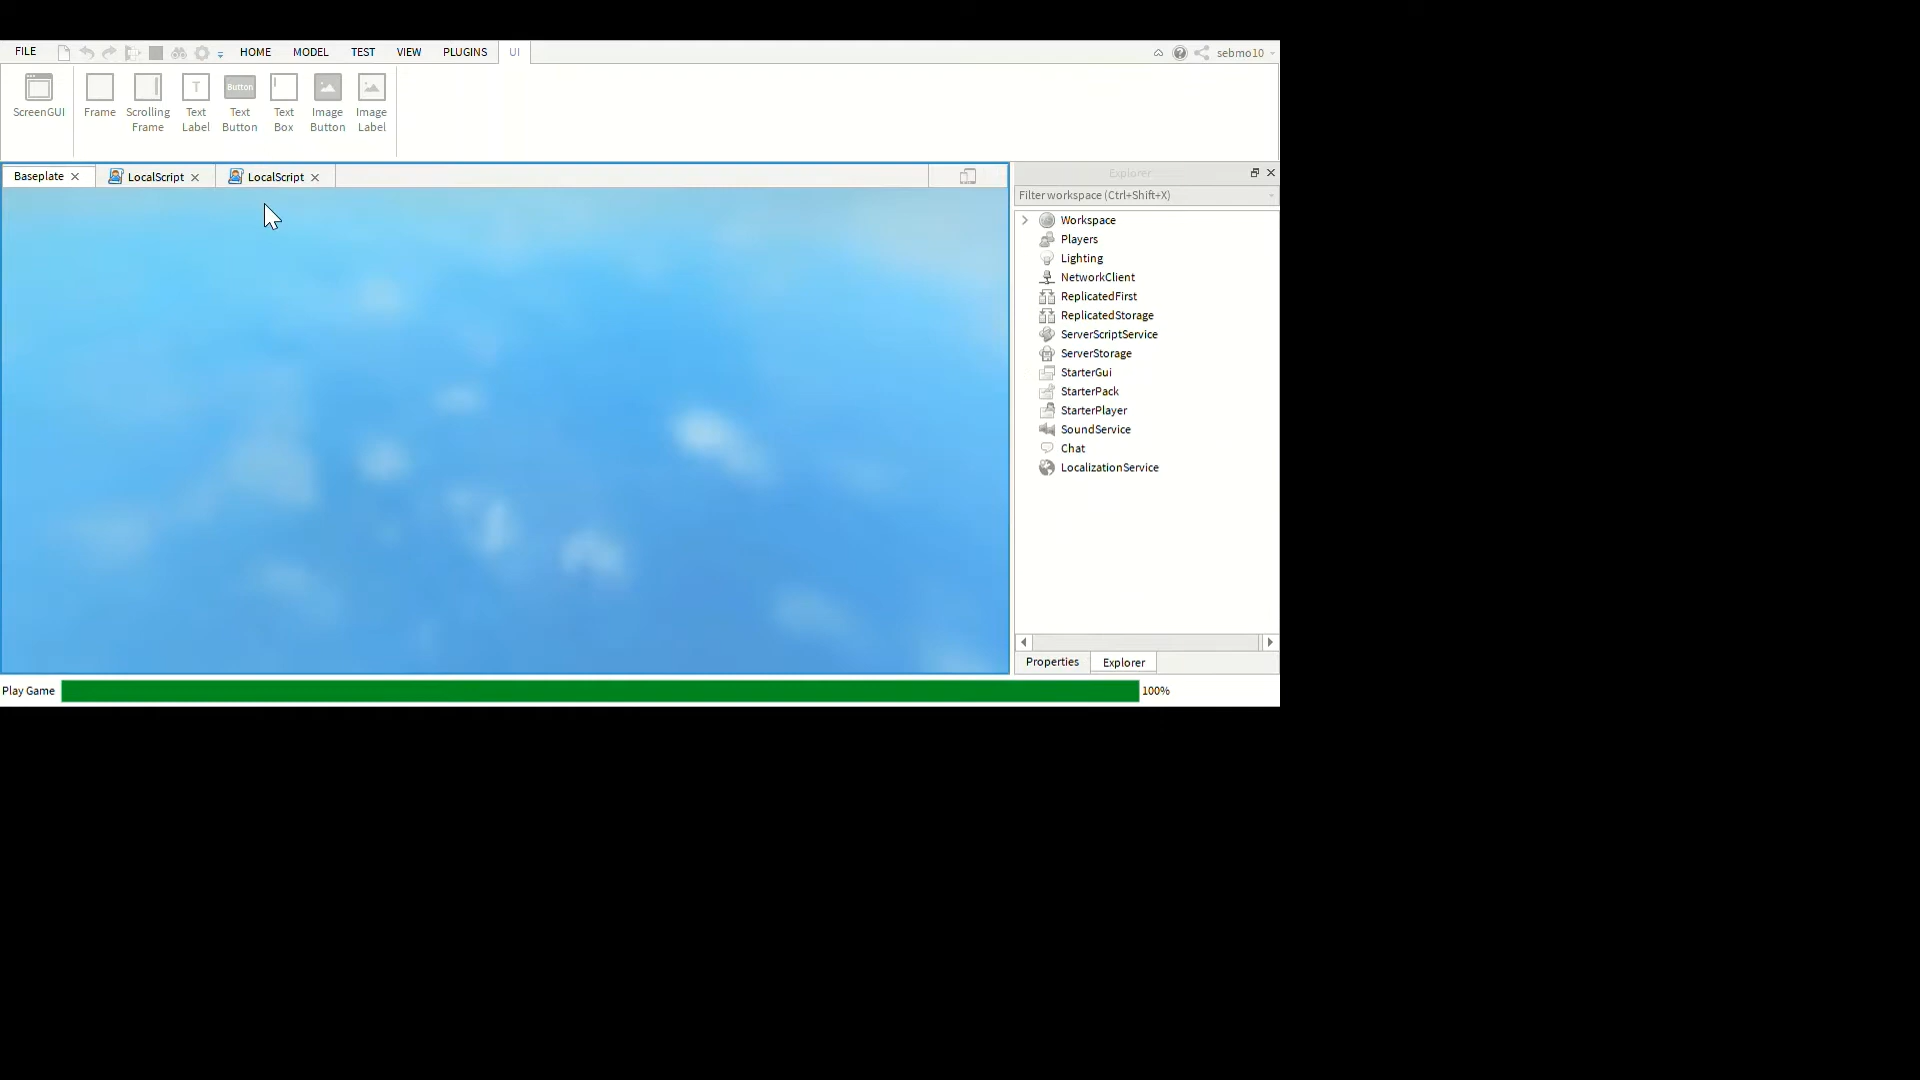 FILE HOME MODEL TEST VIEW PLUGINS UI sebmo10
ScreenGUI Frame Scrolling Frame Text Label Button Text Button Text Box Image Button Image Label
Baseplate LocalScript LocalScript
Explorer
Filter workspace (Ctrl+Shift+X)
Workspace
Players
Lighting
NetworkClient
ReplicatedFirst
ReplicatedStorage
ServerScriptService
ServerStorage
StarterGui
StarterPack
StarterPlayer
SoundService
Chat
LocalizationService
Properties Explorer
Play Game 100%